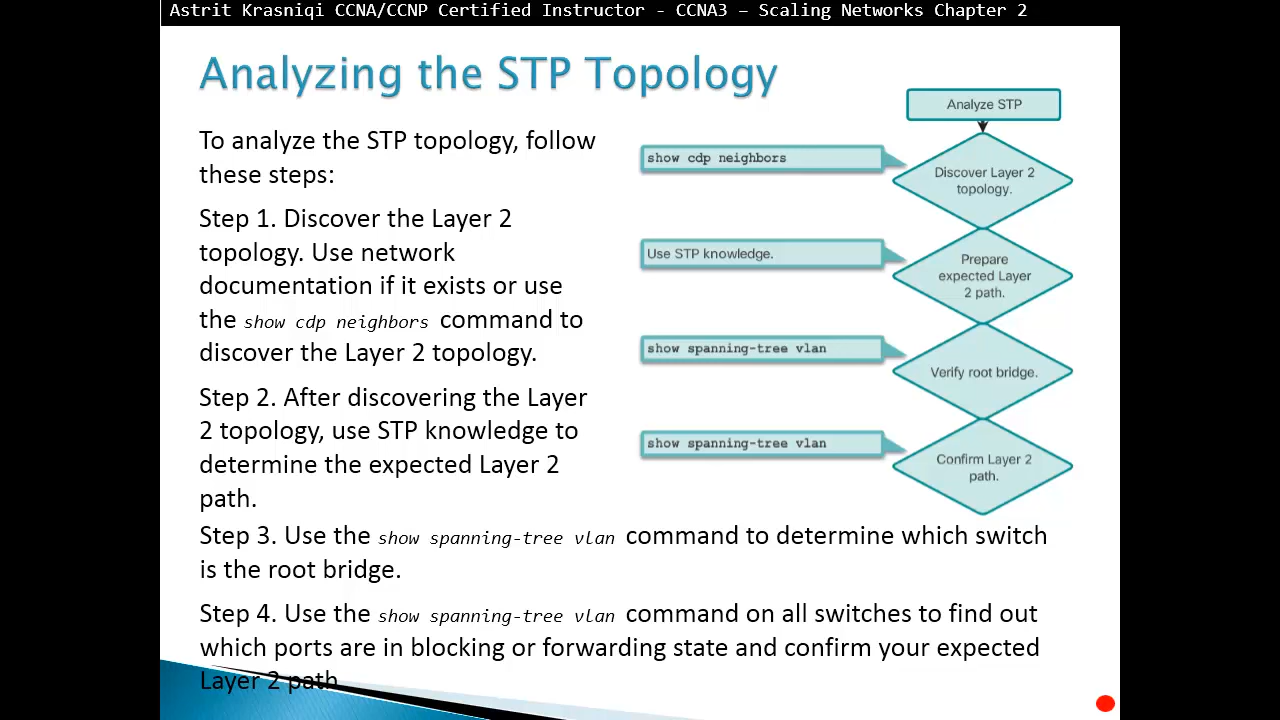 Astrit Krasniqi CCNA/CCNP Certified Instructor - CCNA3 – Scaling Networks Chapter 2
Analyzing the STP Topology
To analyze the STP topology, follow
these steps:
Step 1. Discover the Layer 2
topology. Use network
documentation if it exists or use
the show cdp neighbors command to
discover the Layer 2 topology.
Step 2. After discovering the Layer
2 topology, use STP knowledge to
determine the expected Layer 2
path.
Step 3. Use the show spanning-tree vlan command to determine which switch
is the root bridge.
Step 4. Use the show spanning-tree vlan command on all switches to find out
which ports are in blocking or forwarding state and confirm your expected
Layer 2 path
Analyze STP
show cdp neighbors
Discover Layer 2
topology.
Use STP knowledge.
Prepare
expected Layer
2 path.
show spanning-tree vlan
Verify root bridge.
show spanning-tree vlan
Confirm Layer 2
path.